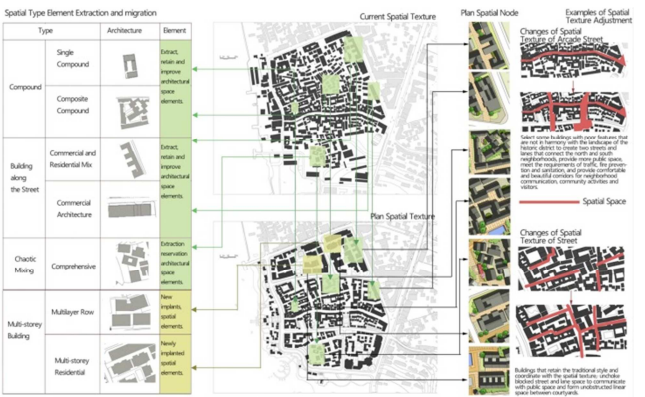 Spatial Type Element Extraction and migration
Type
Architecture
Element
Compound
Single
Compound
Composite
Compound
Extract,
retain and
improve
architectural
space
elements.
Building
along
the Street
Commercial and
Residential Mix
Commercial
Architecture
Extract,
retain and
improve
architectural
space
elements.
Chaotic
Mixing
Comprehensive
Extraction
reservation
architectural
space
elements.
Multi-storey
Building
Multilayer Row
New
implants,
spatial
elements.
Multi-storey
Residential
Newly
implanted
spatial
elements.
Current Spatial Texture
Plan Spatial Texture
Plan Spatial Node
Examples of Spatial
Texture Adjustment
Changes of Spatial
Texture of Arcade Street
Select some buildings with poor features that
are not in harmony with the landscape of the
historic district to create two streets and
lanes that connect the north and south
neighborhoods, provide more public space,
meet the requirements of traffic, fire preven-
tion and sanitation, and provide comfortable
and beautiful corridors for neighborhood
communication, community activities and
visitors.
Spatial Space
Changes of Spatial
Texture of Street
Buildings that retain the traditional style and
coordinate with the spatial texture, unchoke
blocked street and lane space to communicate
with public space and form unobstructed linear
space between courtyards.